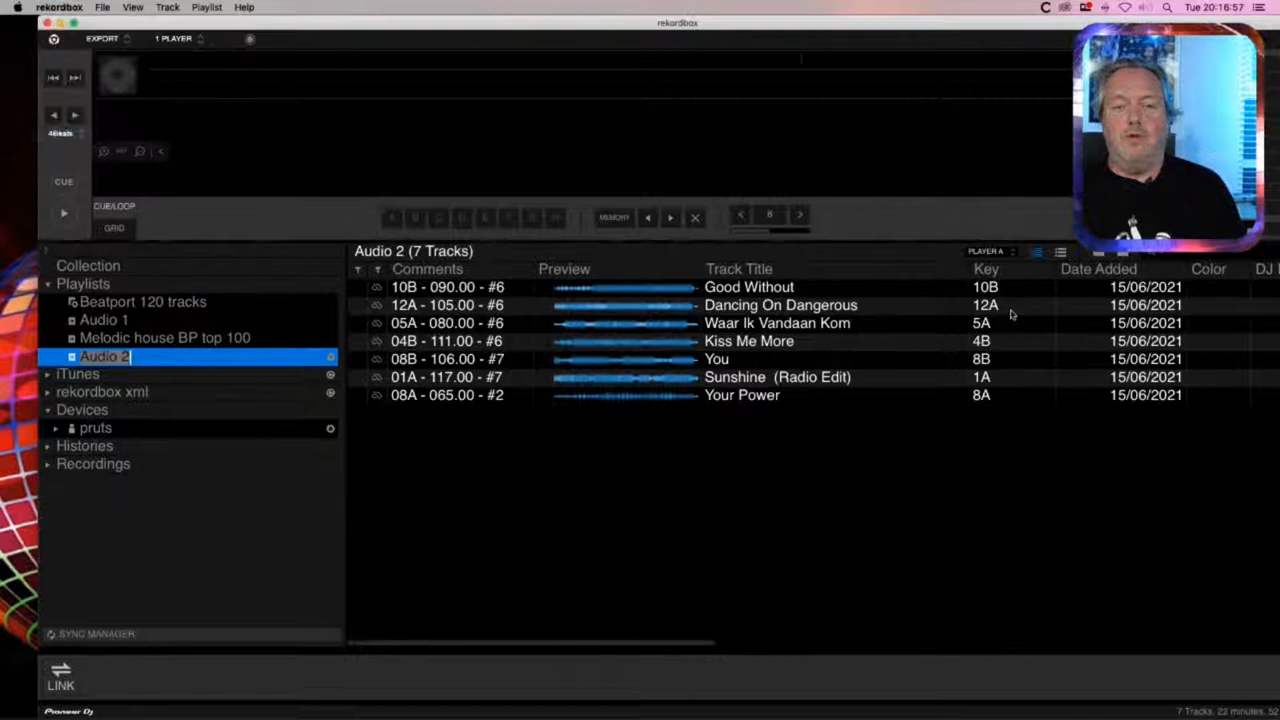 rekordbox File View Track Playlist Help Tue 20:16:57
rekordbox
EXPORT 1 PLAYER
4Beats
CUE
CUE/LOOP
GRID
MEMORY 8
Audio 2 (7 Tracks) PLAYER A
Comments Preview Track Title Key Date Added Color DJ
10B - 090.00 - #6 Good Without 10B 15/06/2021
12A - 105.00 - #6 Dancing On Dangerous 12A 15/06/2021
05A - 080.00 - #6 Waar Ik Vandaan Kom 5A 15/06/2021
04B - 111.00 - #6 Kiss Me More 4B 15/06/2021
08B - 106.00 - #7 You 8B 15/06/2021
01A - 117.00 - #7 Sunshine (Radio Edit) 1A 15/06/2021
08A - 065.00 - #2 Your Power 8A 15/06/2021
Collection
Playlists
Beatport 120 tracks
Audio 1
Melodic house BP top 100
Audio 2
iTunes
rekordbox xml
Devices
pruts
Histories
Recordings
SYNC MANAGER
LINK
Pioneer Dj
7 Tracks, 22 minutes, 52